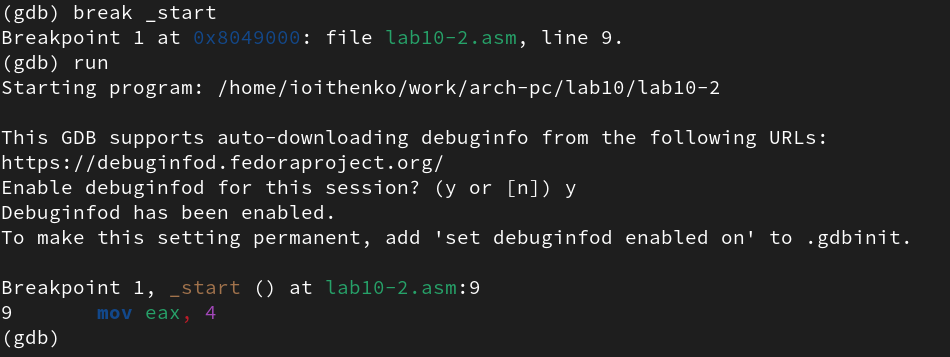 (gdb) break _start
Breakpoint 1 at 0x8049000: file lab10-2.asm, line 9.
(gdb) run
Starting program: /home/ioithenko/work/arch-pc/lab10/lab10-2

This GDB supports auto-downloading debuginfo from the following URLs:
https://debuginfod.fedoraproject.org/
Enable debuginfod for this session? (y or [n]) y
Debuginfod has been enabled.
To make this setting permanent, add 'set debuginfod enabled on' to .gdbinit.

Breakpoint 1, _start () at lab10-2.asm:9
9       mov eax, 4
(gdb)